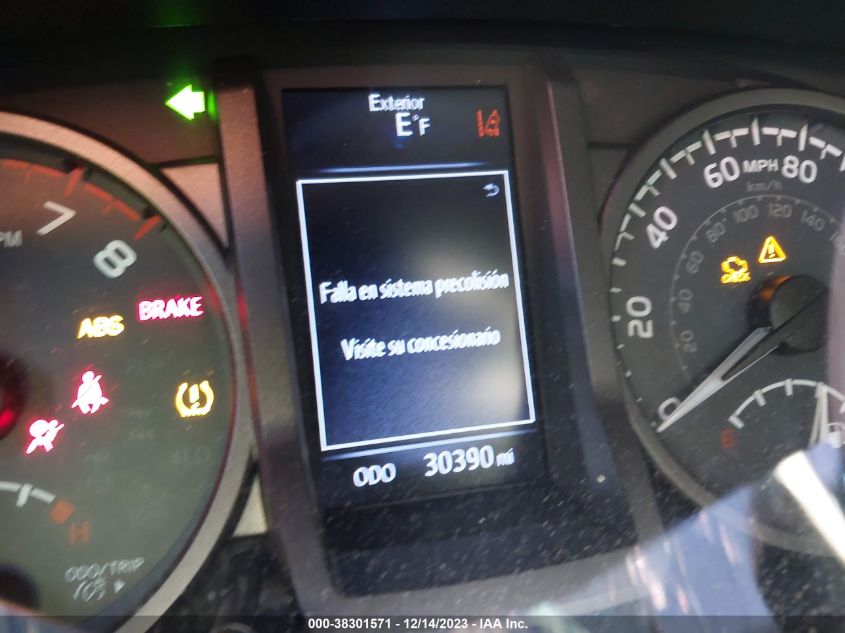 Exterior
E°F
Falla en sistema precolisión
Visite su concesionario
ODO 30390 mi
7
8
ABS
BRAKE
4LO
H
ODO/TRIP
0
20
40
60
80
MPH
km/h
20
40
60
80
100
120
140
CHECK
E
000-38301571 - 12/14/2023 - IAA Inc.